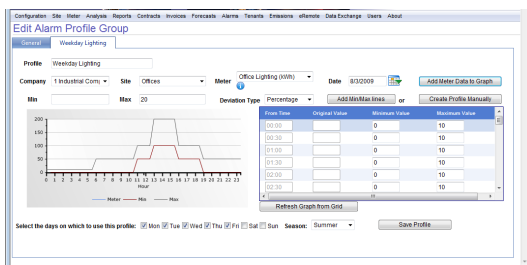 Configuration Site Meter Analysis Reports Contracts Invoices Forecasts Alarms Tenants Emissions eRemote Data Exchange Users About
Edit Alarm Profile Group
General Weekday Lighting
Profile Weekday Lighting
Company 1 Industrial Comp Site Offices Meter Office Lighting (kWh) Date 8/3/2009 Add Meter Data to Graph
Min Max 20 Deviation Type Percentage Add Min/Max lines or Create Profile Manually
From Time Original Value Minimum Value Maximum Value
00:00 0 10
00:30 0 10
01:00 0 10
01:30 0 10
02:00 0 10
02:30 0 10
200
150
100
50
0
0 1 2 3 4 5 6 7 8 9 10 11 12 13 14 15 16 17 18 19 20 21 22 23
Hour
Meter Min Max
Refresh Graph from Grid
Select the days on which to use this profile: Mon Tue Wed Thu Fri Sat Sun Season: Summer Save Profile